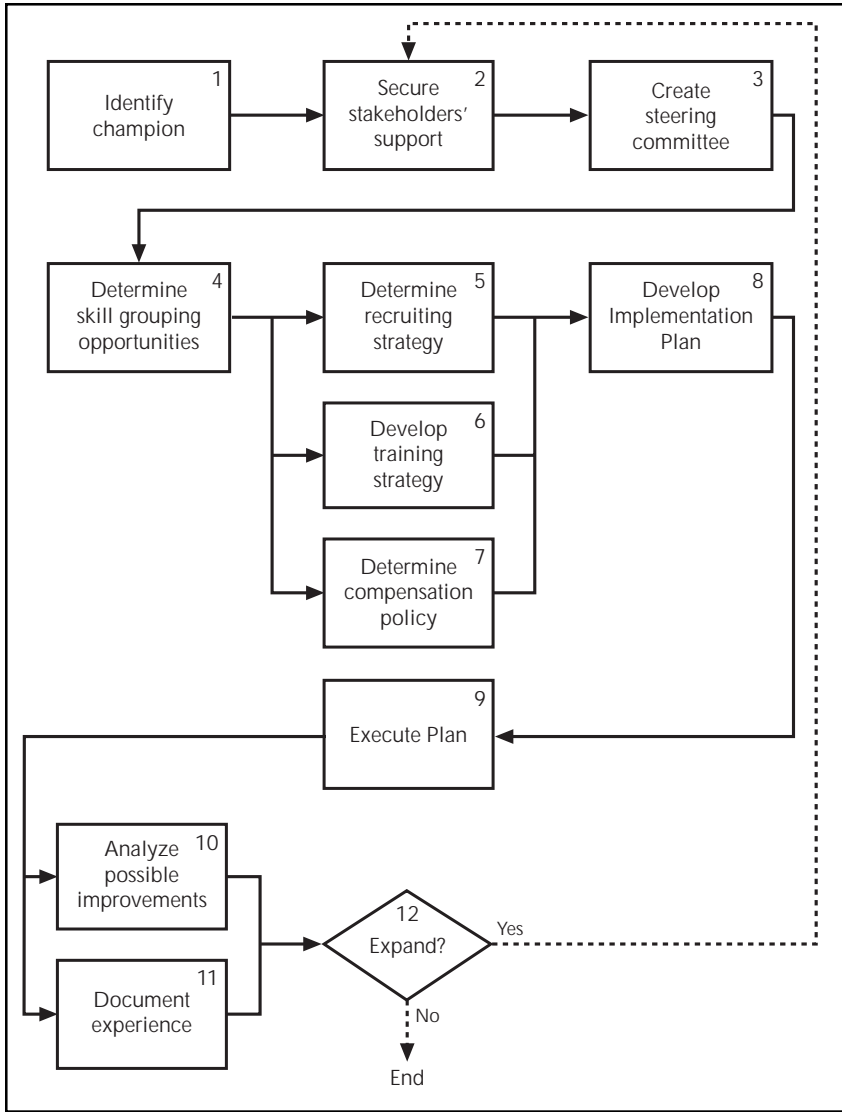 1
Identify
champion
2
Secure
stakeholders'
support
3
Create
steering
committee
4
Determine
skill grouping
opportunities
5
Determine
recruiting
strategy
8
Develop
Implementation
Plan
6
Develop
training
strategy
7
Determine
compensation
policy
9
Execute Plan
10
Analyze
possible
improvements
11
Document
experience
12
Expand?
Yes
No
End